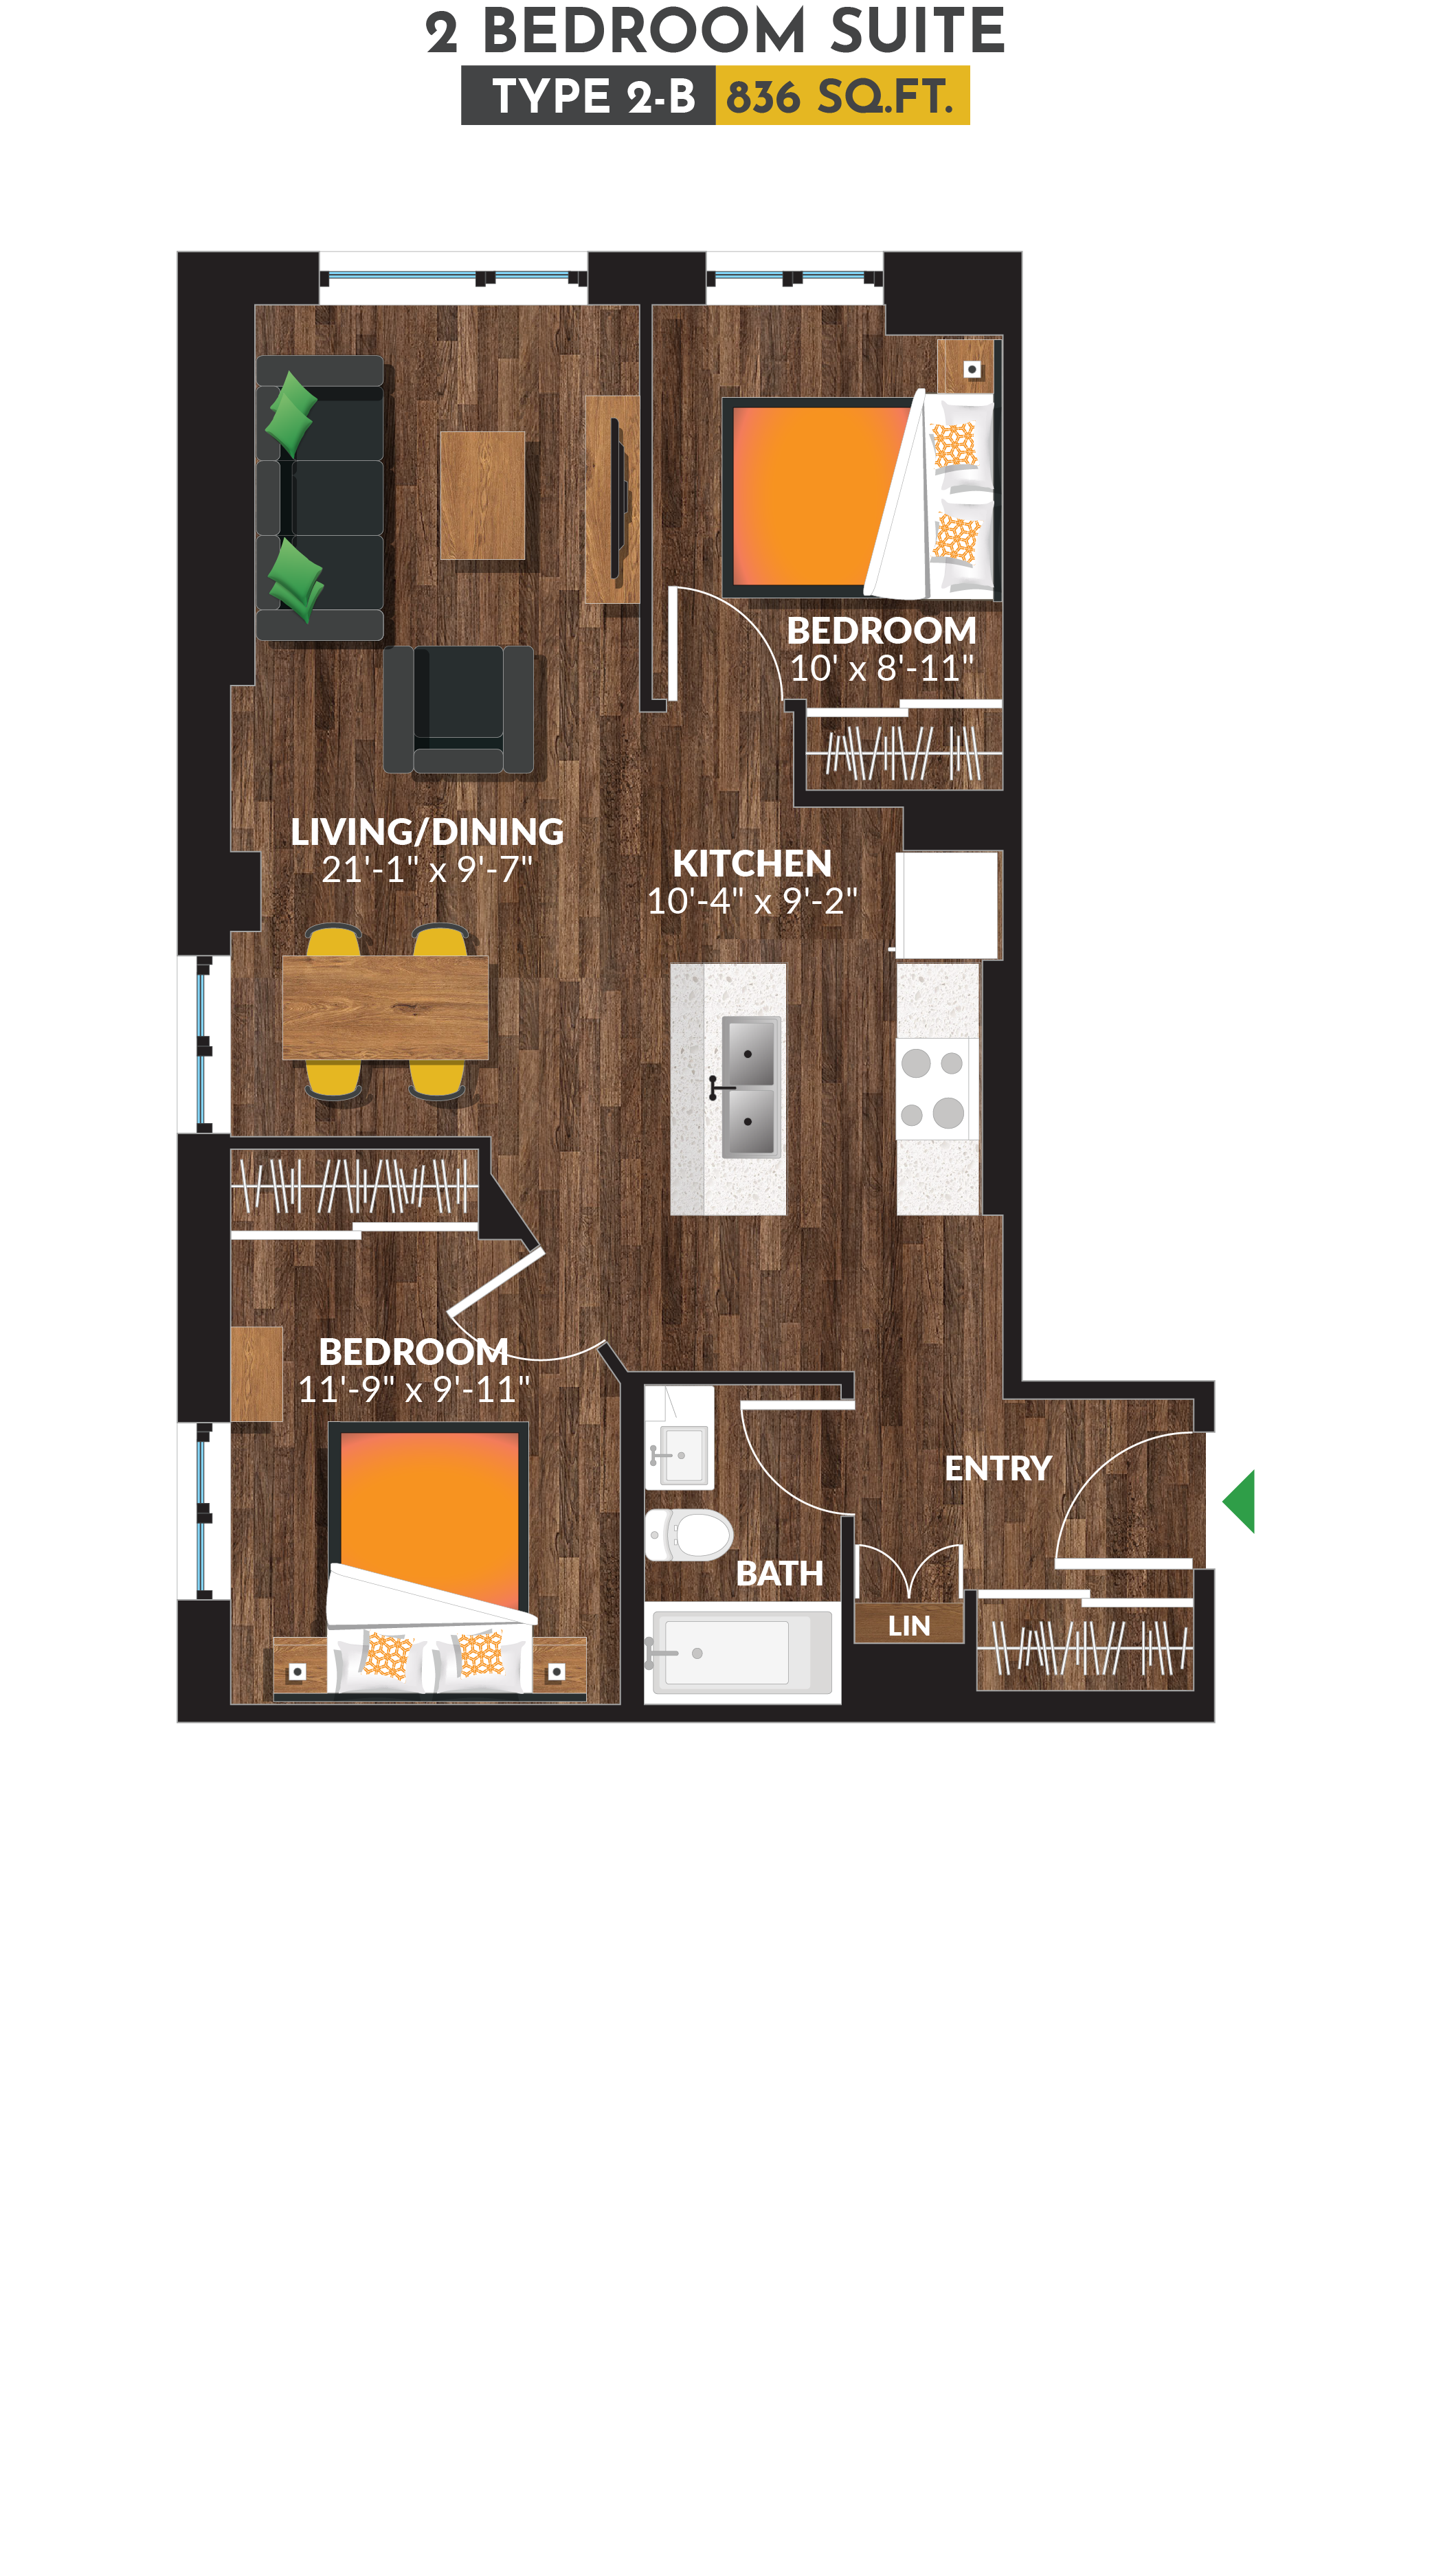 2 BEDROOM SUITE
TYPE 2-B 836 SQ.FT.
BEDROOM
10' x 8'-11"
LIVING/DINING
21'-1" x 9'-7"
KITCHEN
10'-4" x 9'-2"
BEDROOM
11'-9" x 9'-11"
ENTRY
BATH
LIN